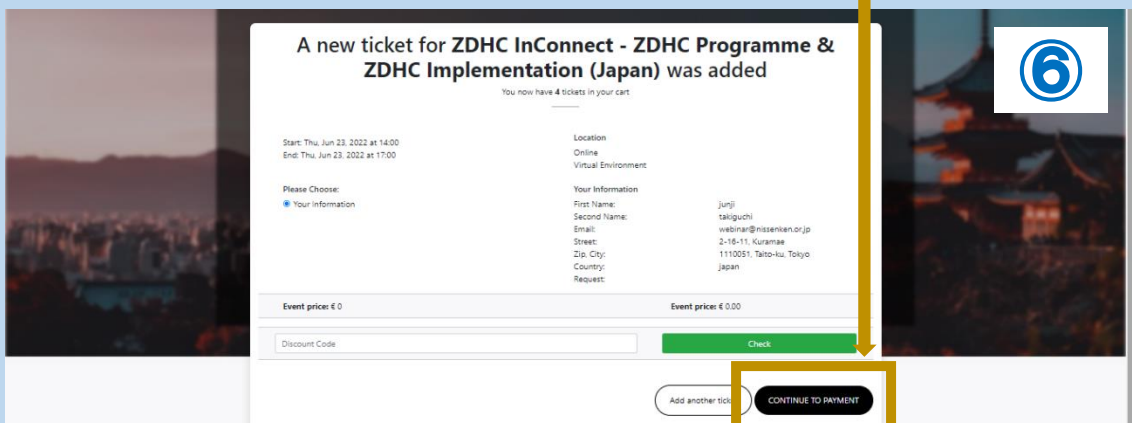 A new ticket for ZDHC InConnect - ZDHC Programme &
ZDHC Implementation (Japan) was added
You now have 4 tickets in your cart
⑥
Start: Thu, Jun 23, 2022 at 14:00
End: Thu, Jun 23, 2022 at 17:00
Location
Online
Virtual Environment
Please Choose:
Your information
Your Information
First Name: junji
Second Name: takiguchi
Email: webinar@nissenken.or.jp
Street: 2-16-11, Kuramae
Zip, City: 1110051, Taito-ku, Tokyo
Country: japan
Request:
Event price: € 0 Event price: € 0.00
Discount Code Check
Add another tick CONTINUE TO PAYMENT